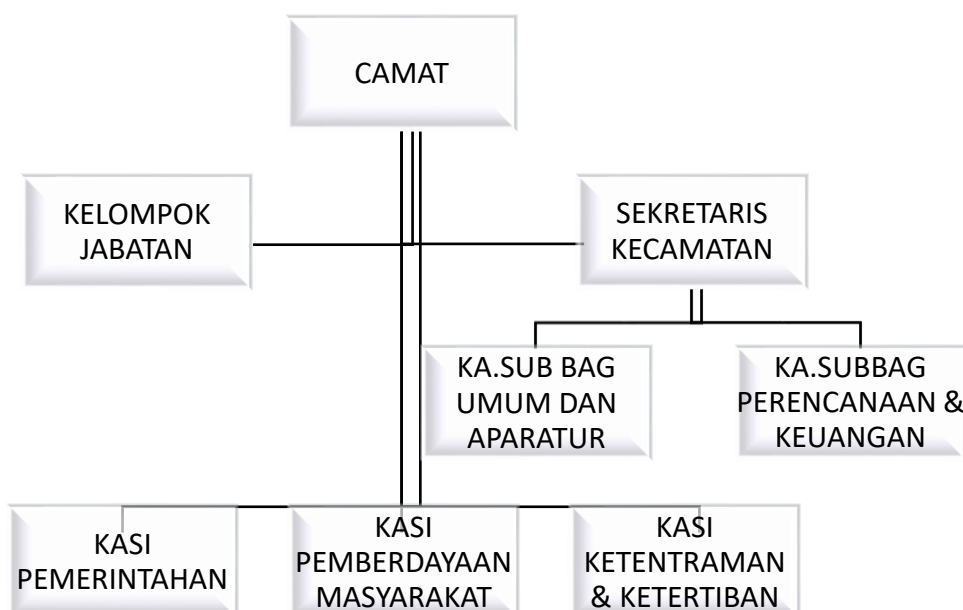 CAMAT
KELOMPOK
JABATAN
SEKRETARIS
KECAMATAN
KA.SUB BAG
UMUM DAN
APARATUR
KA.SUBBAG
PERENCANAAN &
KEUANGAN
KASI
PEMERINTAHAN
KASI
PEMBERDAYAAN
MASYARAKAT
KASI
KETENTRAMAN
& KETERTIBAN